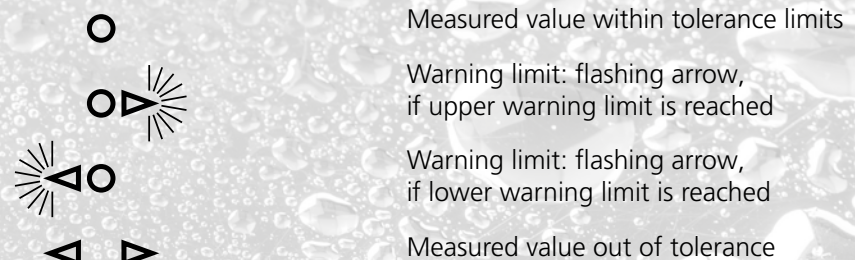 Measured value within tolerance limits
Warning limit: flashing arrow,
if upper warning limit is reached
Warning limit: flashing arrow,
if lower warning limit is reached
Measured value out of tolerance